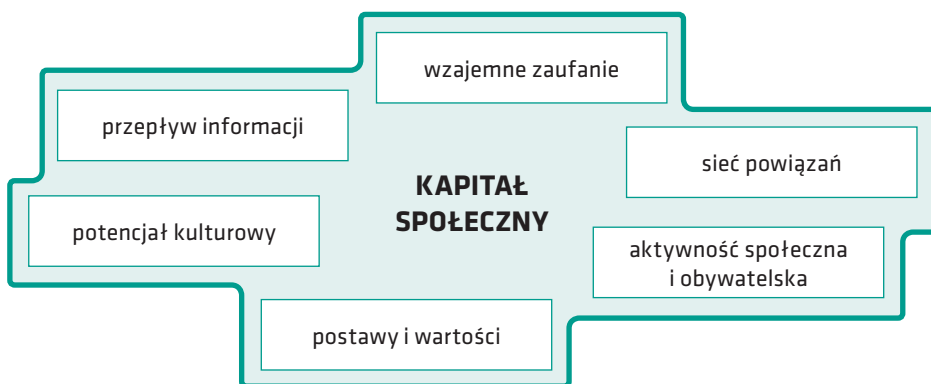 wzajemne zaufanie
przepływ informacji
sieć powiązań
KAPITAŁ
SPOŁECZNY
potencjał kulturowy
aktywność społeczna
i obywatelska
postawy i wartości